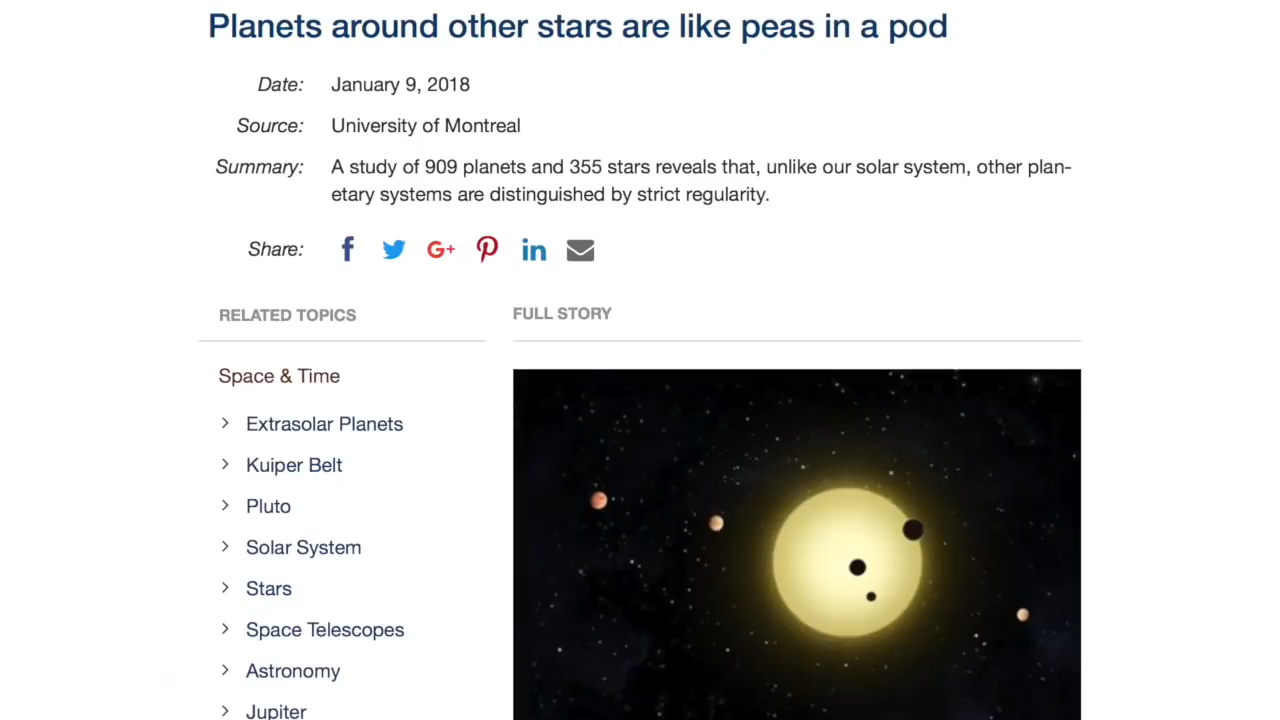 Planets around other stars are like peas in a pod
Date: January 9, 2018
Source: University of Montreal
Summary: A study of 909 planets and 355 stars reveals that, unlike our solar system, other plan-
etary systems are distinguished by strict regularity.
Share: f G+ in
RELATED TOPICS
FULL STORY
Space & Time
> Extrasolar Planets
> Kuiper Belt
> Pluto
> Solar System
> Stars
> Space Telescopes
> Astronomy
> Jupiter